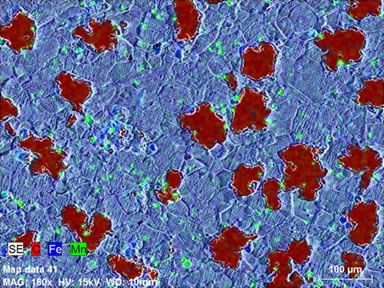 SE C Fe Mn
Map data 41
MAG: 180x HV: 15kV WD: 10mm
100 µm